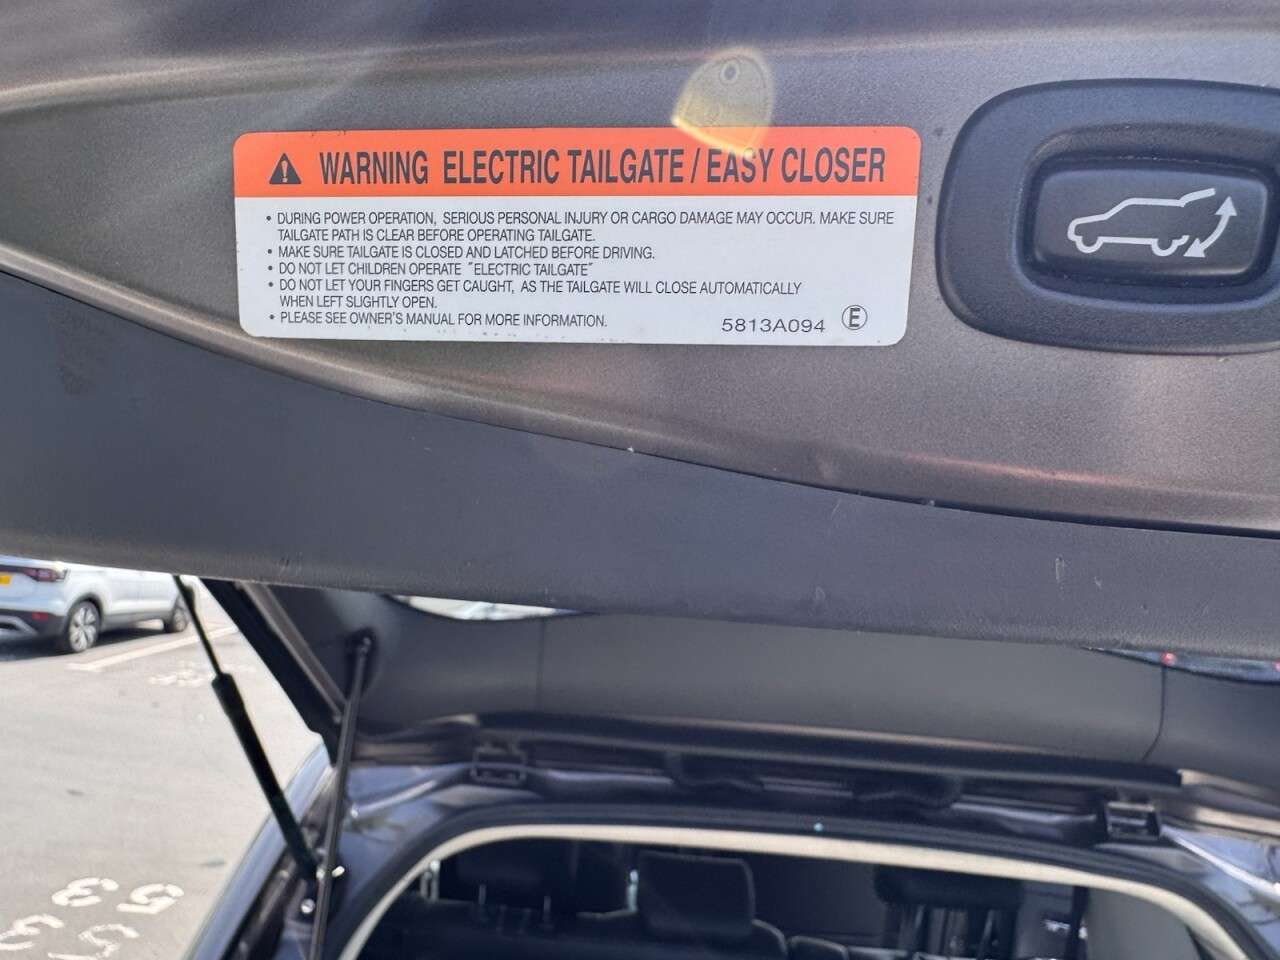 WARNING ELECTRIC TAILGATE / EASY CLOSER
• DURING POWER OPERATION, SERIOUS PERSONAL INJURY OR CARGO DAMAGE MAY OCCUR. MAKE SURE
TAILGATE PATH IS CLEAR BEFORE OPERATING TAILGATE.
• MAKE SURE TAILGATE IS CLOSED AND LATCHED BEFORE DRIVING.
• DO NOT LET CHILDREN OPERATE "ELECTRIC TAILGATE"
• DO NOT LET YOUR FINGERS GET CAUGHT, AS THE TAILGATE WILL CLOSE AUTOMATICALLY
WHEN LEFT SLIGHTLY OPEN.
• PLEASE SEE OWNER'S MANUAL FOR MORE INFORMATION.
5813A094 E